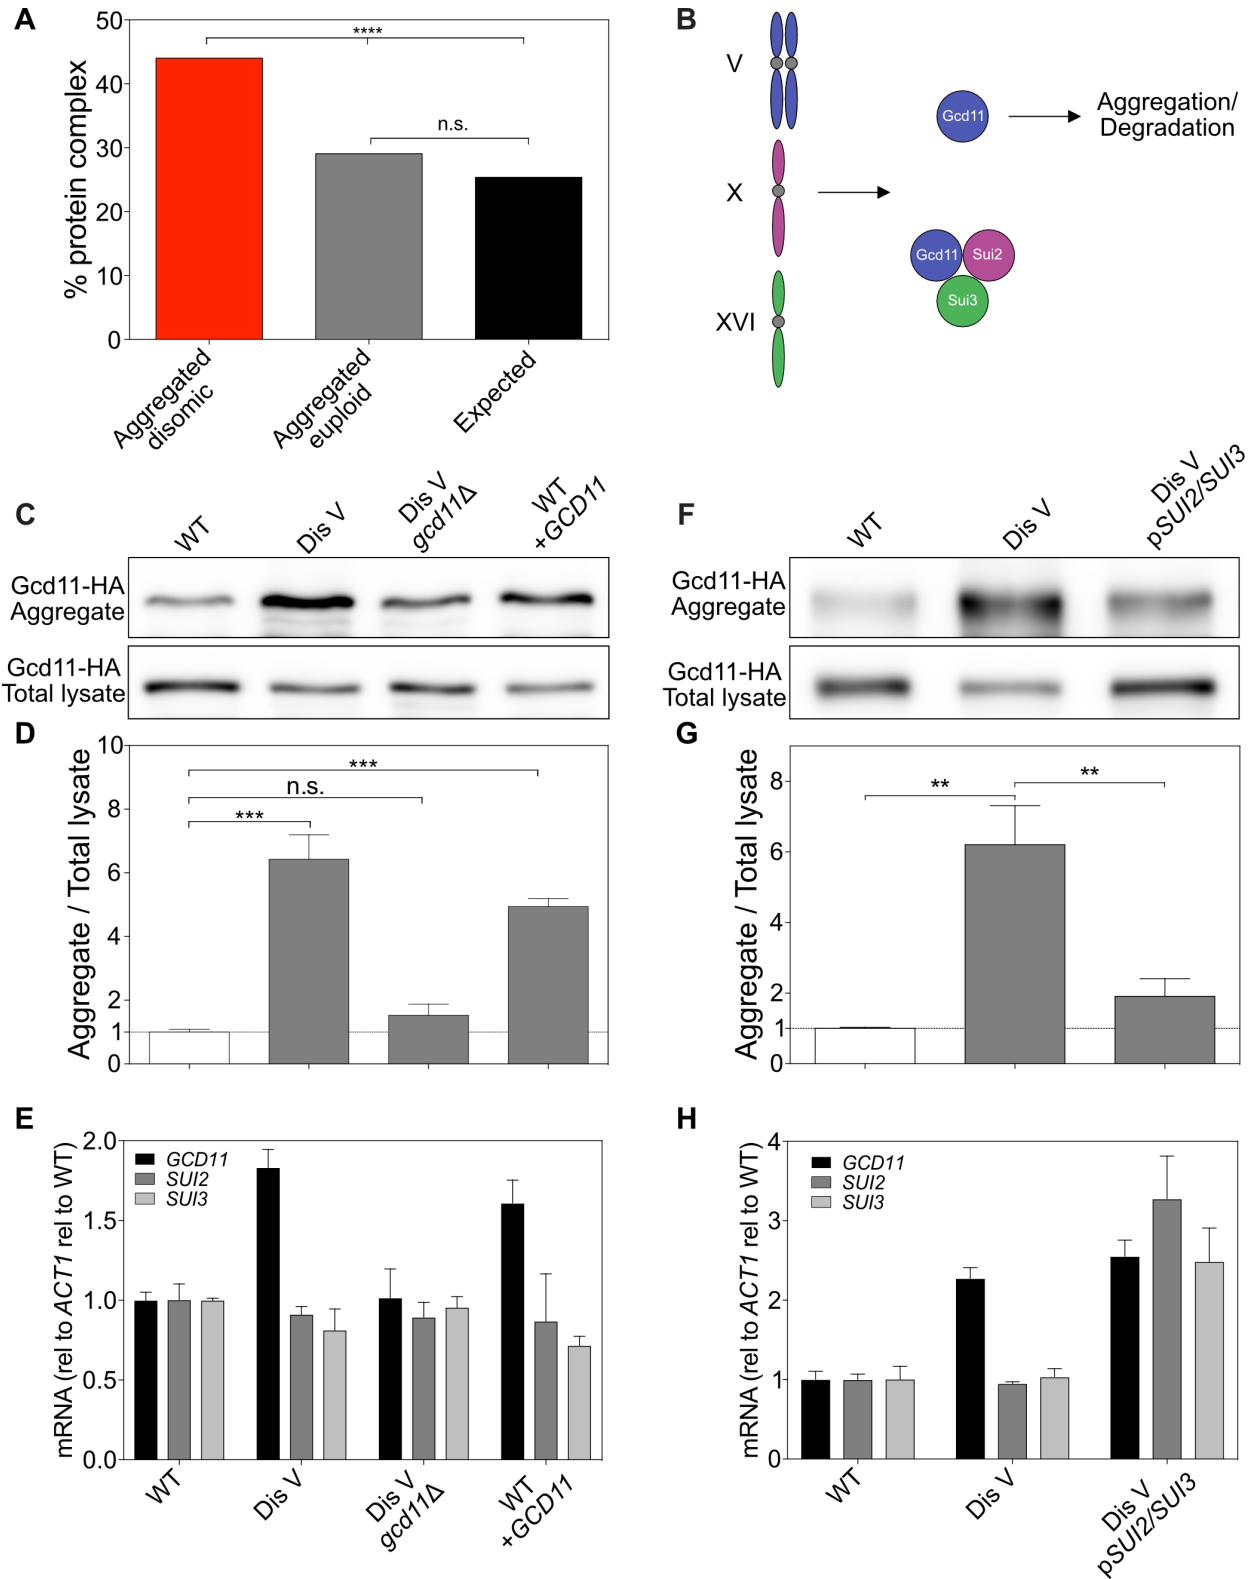 A
% protein complex
50
40
30
20
10
0
****
n.s.
Aggregated
disomic
Aggregated
euploid
Expected
B
V
X
XVI
Gcd11
Aggregation/
Degradation
Gcd11
Sui2
Sui3
C
WT
Dis V
Dis V
gcd11Δ
WT
+GCD11
Gcd11-HA
Aggregate
Gcd11-HA
Total lysate
D
Aggregate / Total lysate
10
8
6
4
2
1
0
***
n.s.
***
E
mRNA (rel to ACT1 rel to WT)
2.0
1.5
1.0
0.5
0.0
GCD11
SUI2
SUI3
WT
Dis V
Dis V
gcd11Δ
WT
+GCD11
F
WT
Dis V
Dis V
pSUI2/SUI3
Gcd11-HA
Aggregate
Gcd11-HA
Total lysate
G
Aggregate / Total lysate
8
6
4
2
1
0
**
**
H
mRNA (rel to ACT1 rel to WT)
4
3
2
1
0
GCD11
SUI2
SUI3
WT
Dis V
Dis V
pSUI2/SUI3